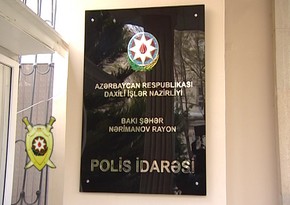 AZƏRBAYCAN RESPUBLİKASI
DAXİLİ İŞLƏR NAZİRLİYİ
BAKI ŞƏHƏR
NƏRİMANOV RAYON
POLİS İDARƏSİ